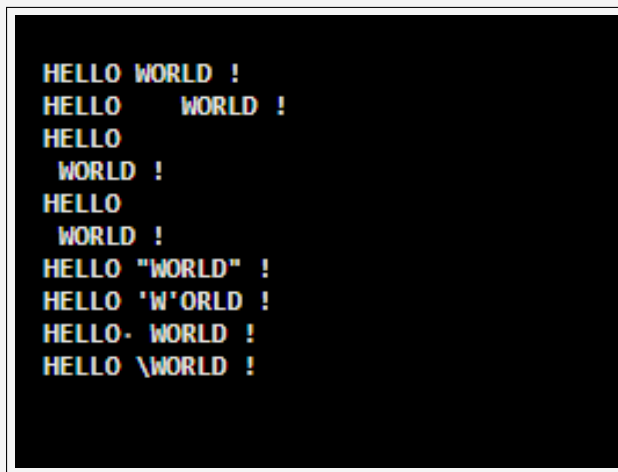 HELLO WORLD !
HELLO    WORLD !
HELLO
 WORLD !
HELLO
 WORLD !
HELLO "WORLD" !
HELLO 'W'ORLD !
HELLO· WORLD !
HELLO \WORLD !